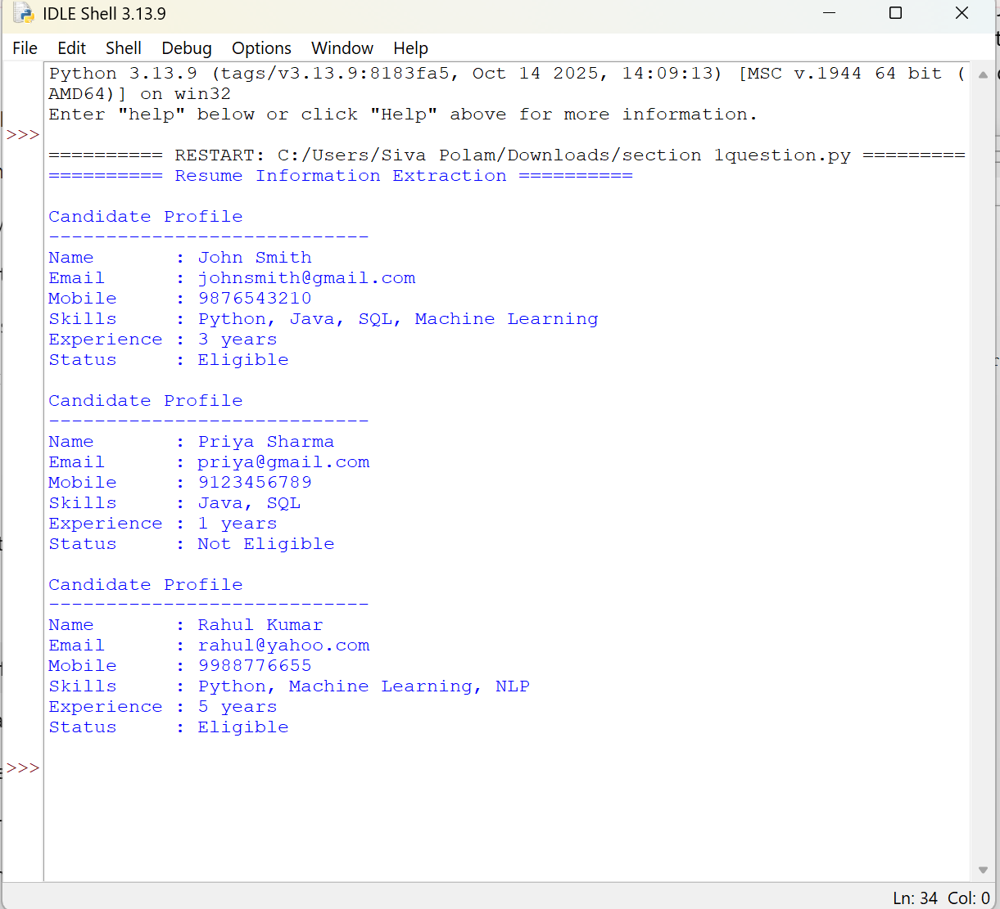 IDLE Shell 3.13.9
File Edit Shell Debug Options Window Help
Python 3.13.9 (tags/v3.13.9:8183fa5, Oct 14 2025, 14:09:13) [MSC v.1944 64 bit (
AMD64)] on win32
Enter "help" below or click "Help" above for more information.
>>>
========== RESTART: C:/Users/Siva Polam/Downloads/section 1question.py =========
========== Resume Information Extraction ==========
Candidate Profile
----------------------------
Name       : John Smith
Email      : johnsmith@gmail.com
Mobile     : 9876543210
Skills     : Python, Java, SQL, Machine Learning
Experience : 3 years
Status     : Eligible
Candidate Profile
----------------------------
Name       : Priya Sharma
Email      : priya@gmail.com
Mobile     : 9123456789
Skills     : Java, SQL
Experience : 1 years
Status     : Not Eligible
Candidate Profile
----------------------------
Name       : Rahul Kumar
Email      : rahul@yahoo.com
Mobile     : 9988776655
Skills     : Python, Machine Learning, NLP
Experience : 5 years
Status     : Eligible
>>>
Ln: 34 Col: 0